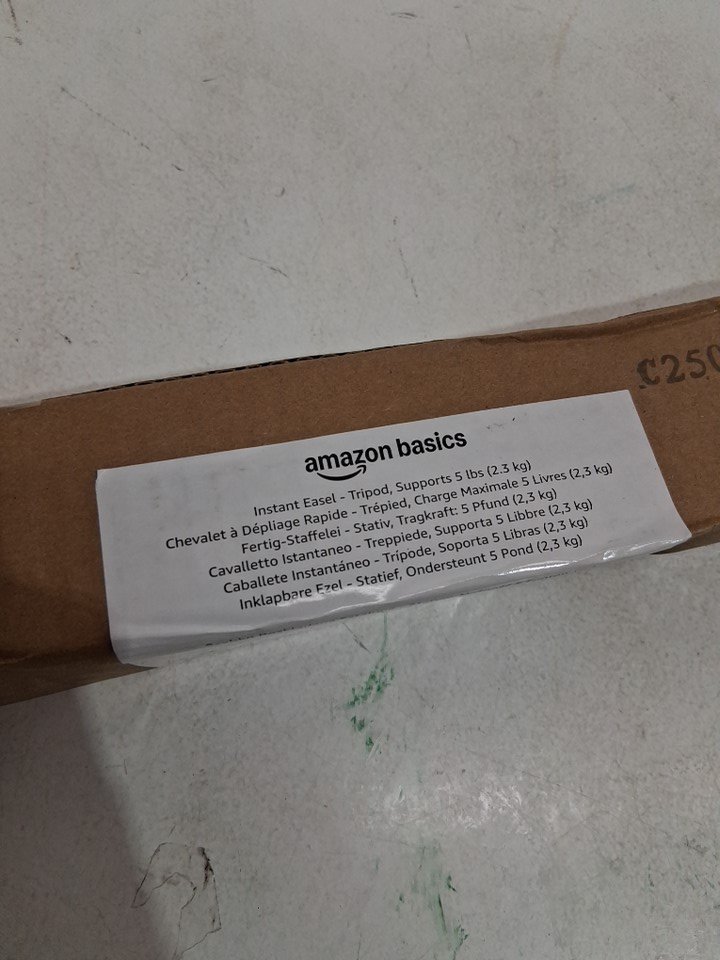 C250
amazon basics
Instant Easel - Tripod, Supports 5 lbs (2.3 kg)
Chevalet à Dépliage Rapide - Trépied, Charge Maximale 5 Livres (2,3 kg)
Fertig-Staffelei - Stativ, Tragkraft: 5 Pfund (2,3 kg)
Cavalletto Istantaneo - Treppiede, Supporta 5 Libbre (2,3 kg)
Caballete Instantáneo - Trípode, Soporta 5 Libras (2,3 kg)
Inklapbare Ezel - Statief, Ondersteunt 5 Pond (2,3 kg)